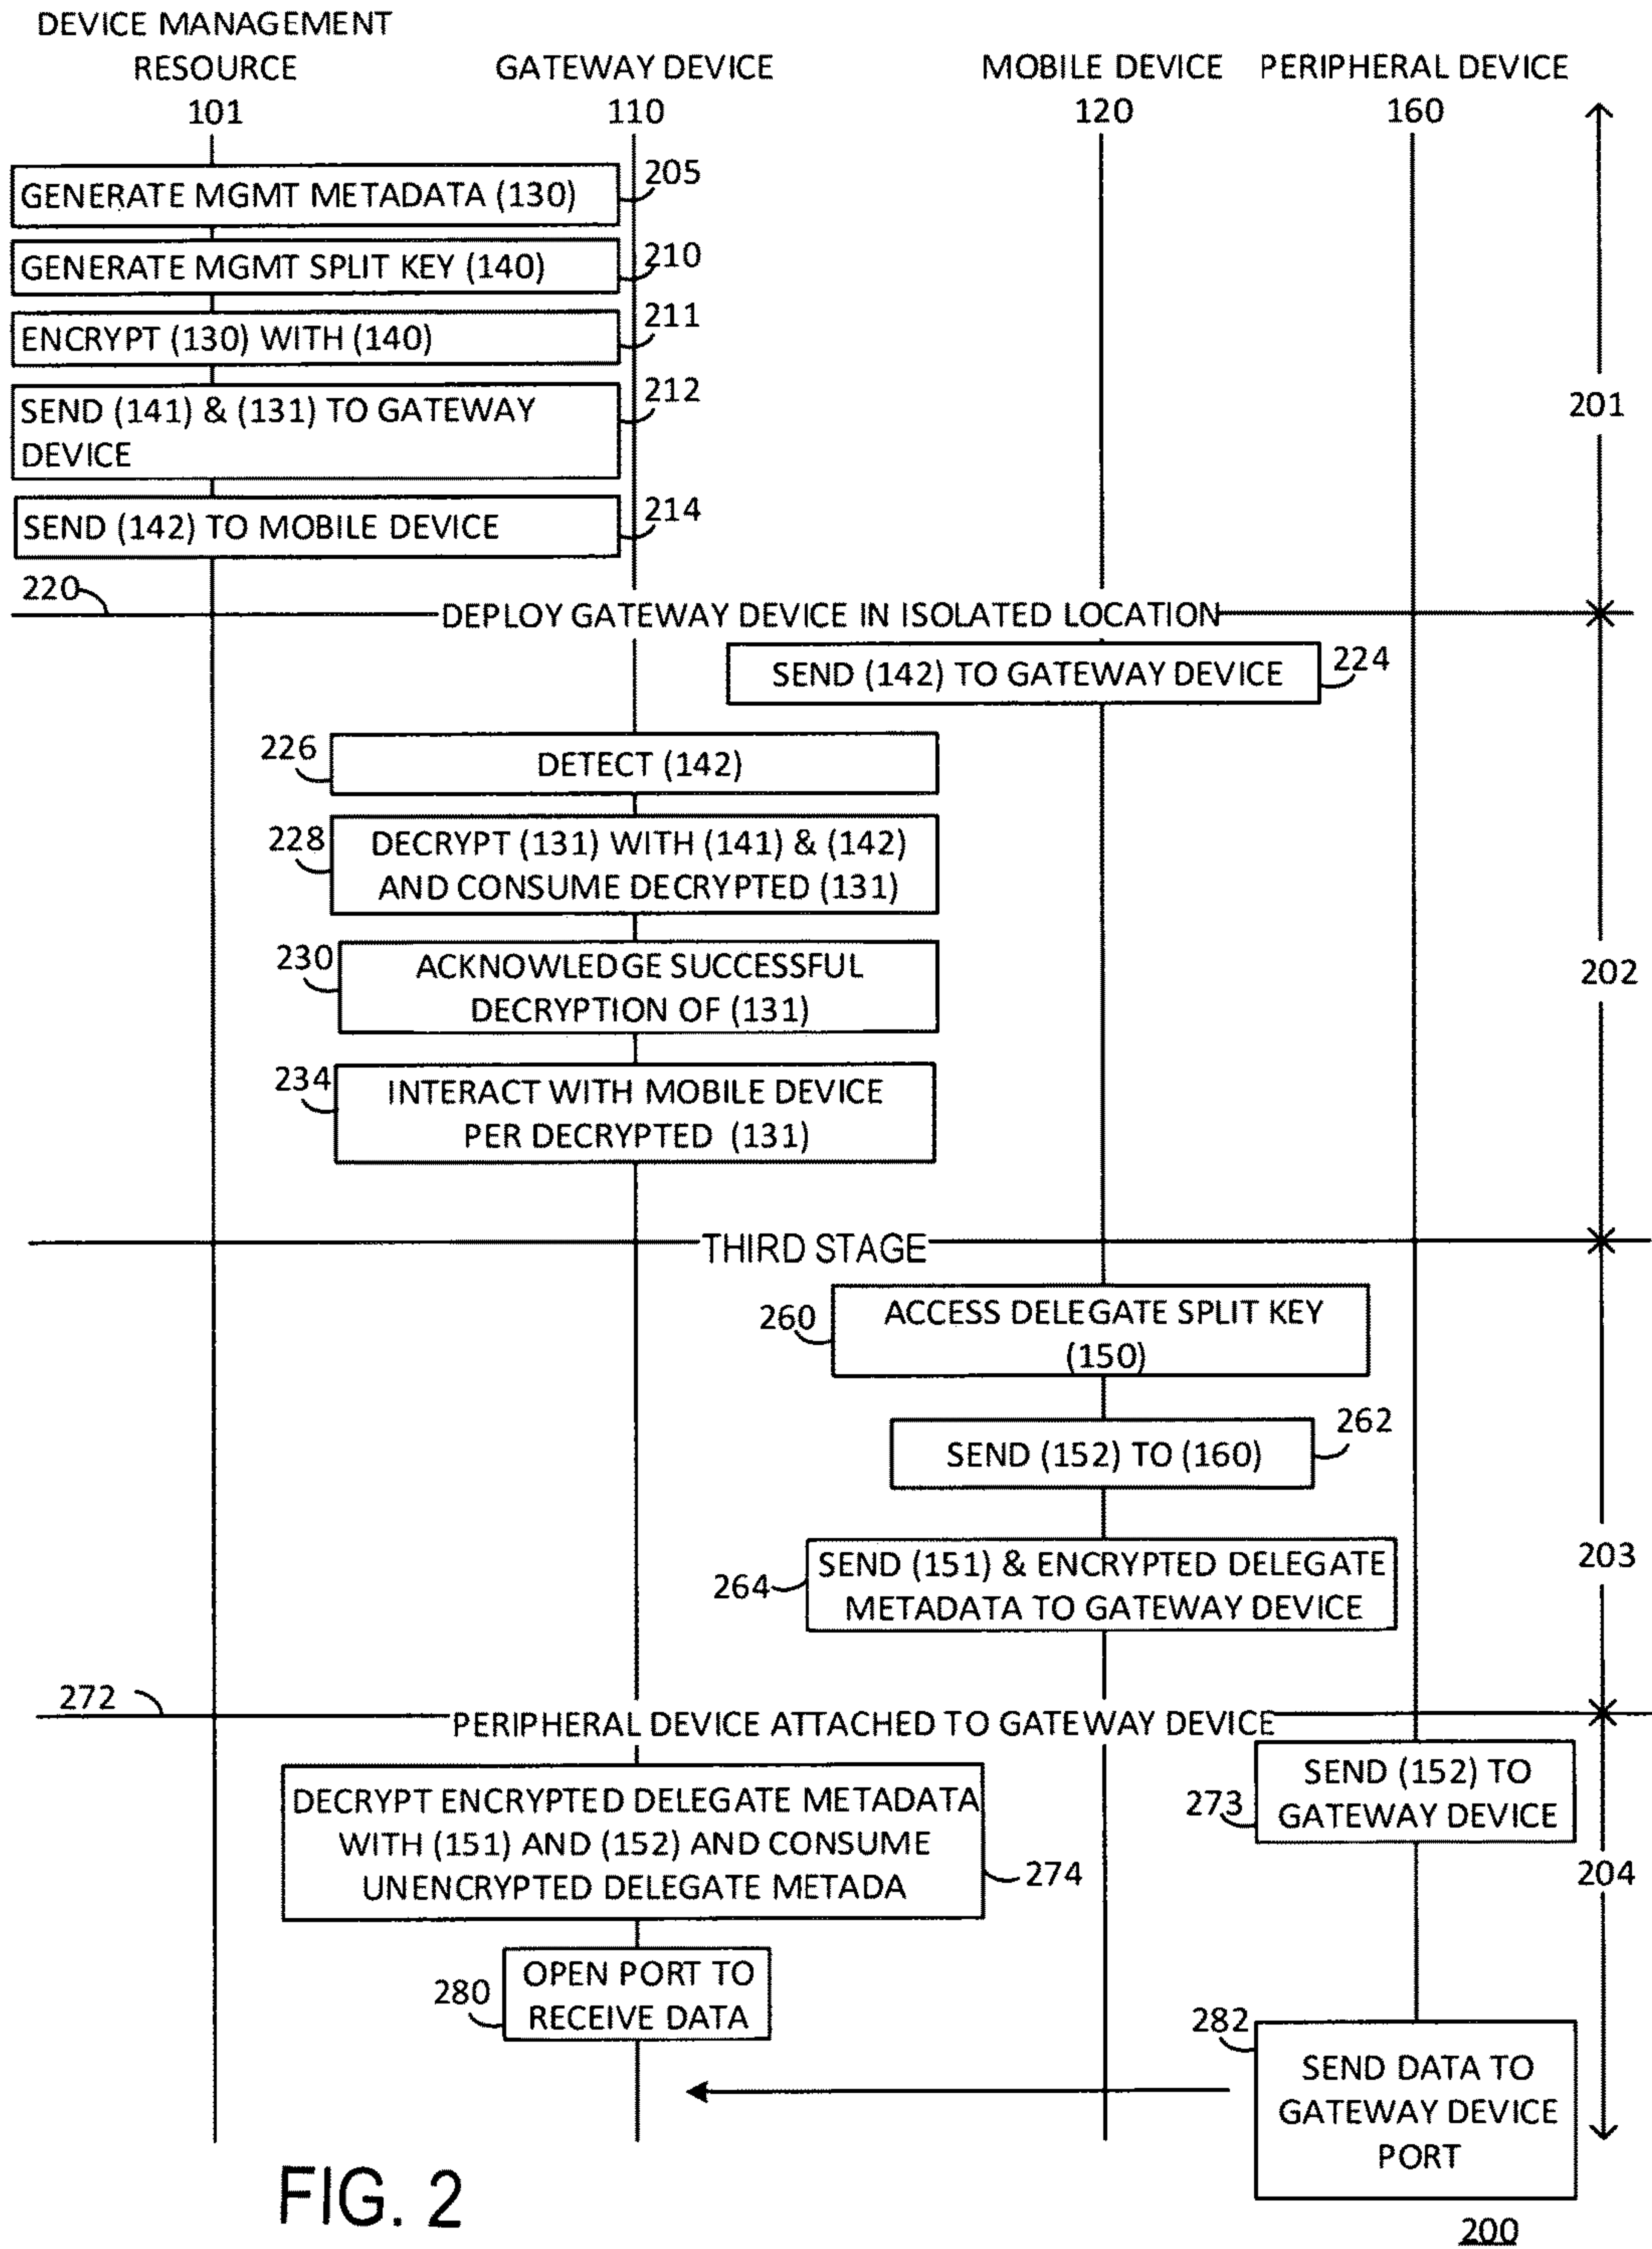 DEVICE MANAGEMENT
RESOURCE
101
GATEWAY DEVICE
110
MOBILE DEVICE
120
PERIPHERAL DEVICE
160
GENERATE MGMT METADATA (130)
205
GENERATE MGMT SPLIT KEY (140)
210
ENCRYPT (130) WITH (140)
211
SEND (141) & (131) TO GATEWAY
DEVICE
212
201
SEND (142) TO MOBILE DEVICE
214
220
DEPLOY GATEWAY DEVICE IN ISOLATED LOCATION
SEND (142) TO GATEWAY DEVICE
224
226
DETECT (142)
228
DECRYPT (131) WITH (141) & (142)
AND CONSUME DECRYPTED (131)
230
ACKNOWLEDGE SUCCESSFUL
DECRYPTION OF (131)
202
234
INTERACT WITH MOBILE DEVICE
PER DECRYPTED (131)
THIRD STAGE
260
ACCESS DELEGATE SPLIT KEY
(150)
SEND (152) TO (160)
262
264
SEND (151) & ENCRYPTED DELEGATE
METADATA TO GATEWAY DEVICE
203
272
PERIPHERAL DEVICE ATTACHED TO GATEWAY DEVICE
273
SEND (152) TO
GATEWAY DEVICE
DECRYPT ENCRYPTED DELEGATE METADATA
WITH (151) AND (152) AND CONSUME
UNENCRYPTED DELEGATE METADA
274
204
280
OPEN PORT TO
RECEIVE DATA
282
SEND DATA TO
GATEWAY DEVICE
PORT
FIG. 2
200